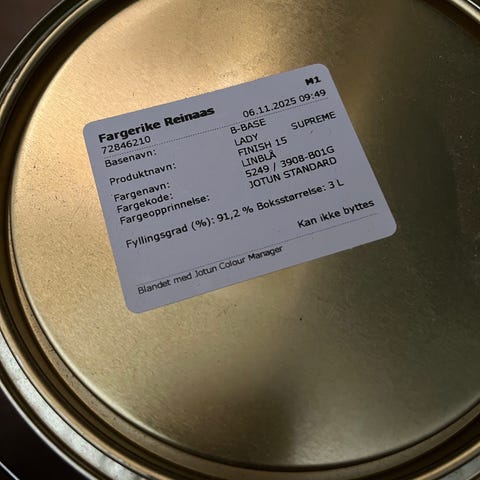 M1
Fargerike Reinaas
72846210 06.11.2025 09:49
Basenavn: B-BASE
Produktnavn: LADY SUPREME
FINISH 15
Fargenavn: LINBLÅ
Fargekode: 5249 / 3908-B01G
Fargeopprinnelse: JOTUN STANDARD
Fyllingsgrad (%): 91,2 % Boksstørrelse: 3 L
Kan ikke byttes
Blandet med Jotun Colour Manager